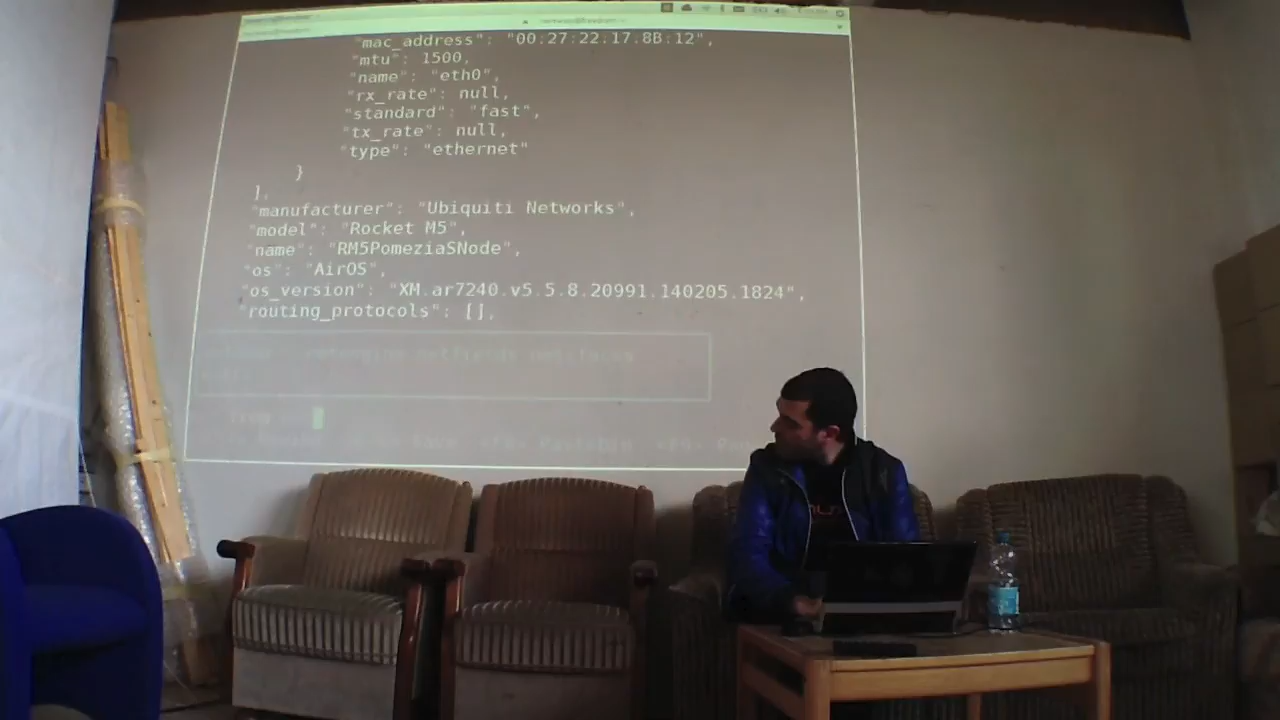 "mac_address": "00:27:22:17:8B:12",
"mtu": 1500,
"name": "eth0",
"rx_rate": null,
"standard": "fast",
"tx_rate": null,
"type": "ethernet"
}
],
"manufacturer": "Ubiquiti Networks",
"model": "Rocket M5",
"name": "RM5PomeziaSNode",
"os": "AirOS",
"os_version": "XM.ar7240.v5.5.8.20991.140205.1824",
"routing_protocols": [],